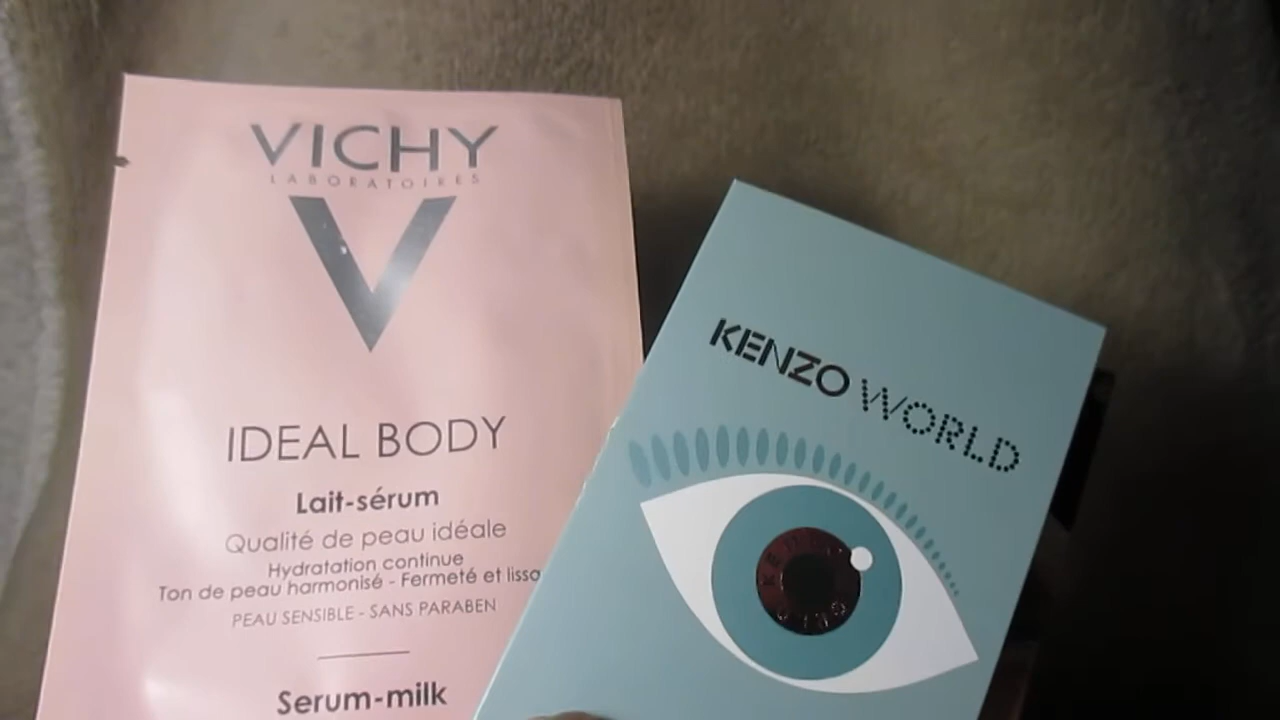 VICHY
LABORATOIRES
V
IDEAL BODY
Lait-sérum
Qualité de peau idéale
Hydratation continue
Ton de peau harmonisé - Fermeté et lisso
PEAU SENSIBLE - SANS PARABEN
Serum-milk
KENZO WORLD